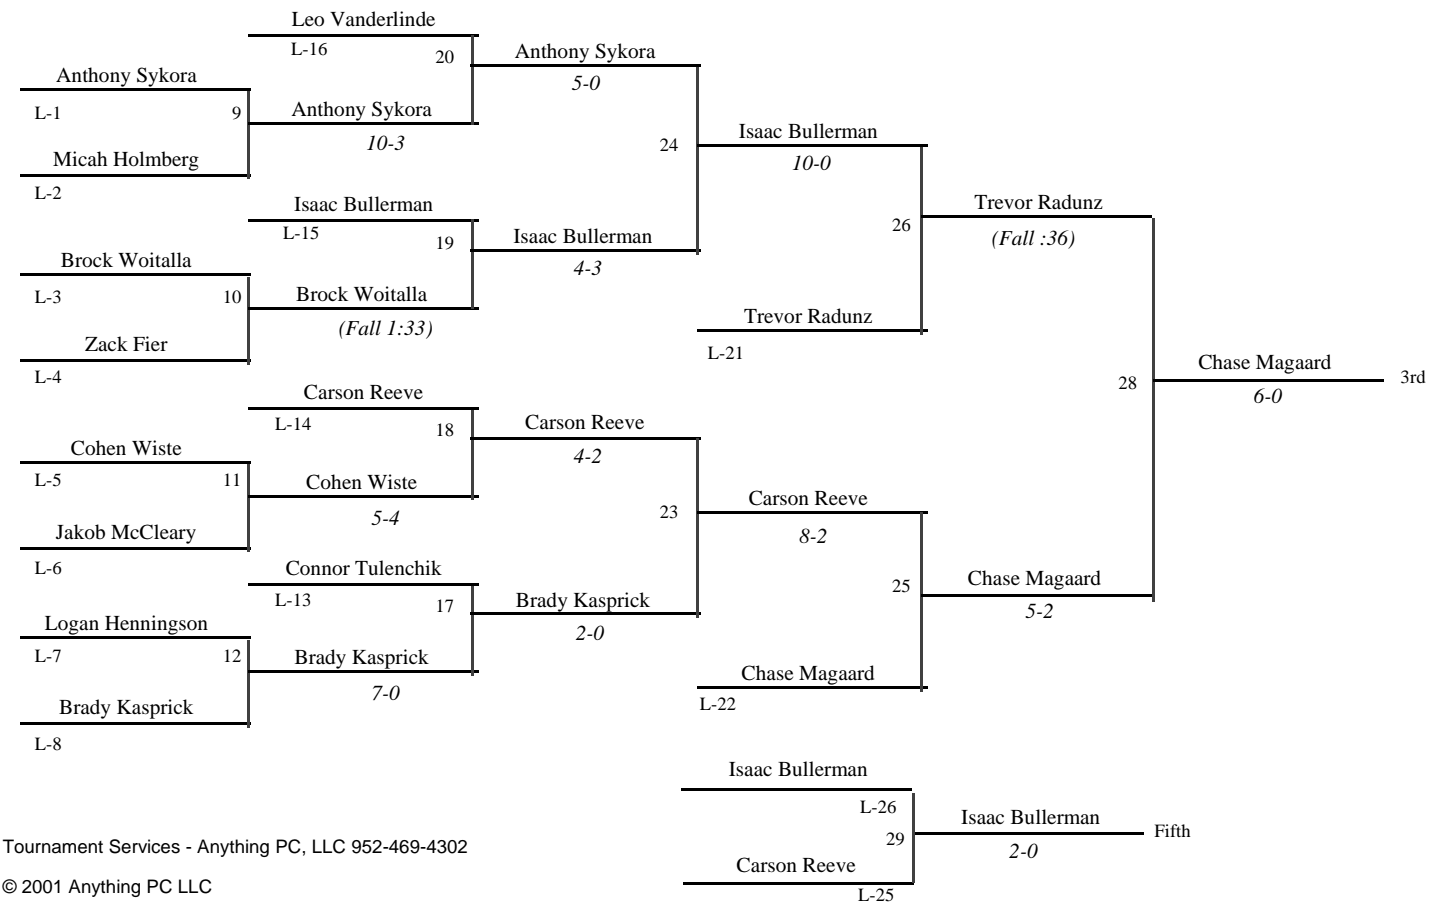 Leo Vanderlinde
L-16
20
Anthony Sykora
5-0
Anthony Sykora
L-1
9
Anthony Sykora
10-3
Micah Holmberg
L-2
24
Isaac Bullerman
10-0
Isaac Bullerman
L-15
19
Isaac Bullerman
4-3
26
Trevor Radunz
(Fall :36)
Brock Woitalla
L-3
10
Brock Woitalla
(Fall 1:33)
Zack Fier
L-4
Trevor Radunz
L-21
28
Chase Magaard
6-0
3rd
Carson Reeve
L-14
18
Carson Reeve
4-2
Cohen Wiste
L-5
11
Cohen Wiste
5-4
Jakob McCleary
L-6
23
Carson Reeve
8-2
Connor Tulenchik
L-13
17
Brady Kasprick
2-0
25
Chase Magaard
5-2
Logan Henningson
L-7
12
Brady Kasprick
7-0
Brady Kasprick
L-8
Chase Magaard
L-22
Isaac Bullerman
L-26
29
Isaac Bullerman
2-0
Fifth
Carson Reeve
L-25
Tournament Services - Anything PC, LLC 952-469-4302
© 2001 Anything PC LLC